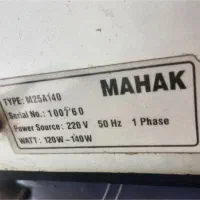 MAHAK
TYPE: M25A140
Serial No.: 100760
Power Source: 220 V 50 Hz 1 Phase
WATT: 120W-140W